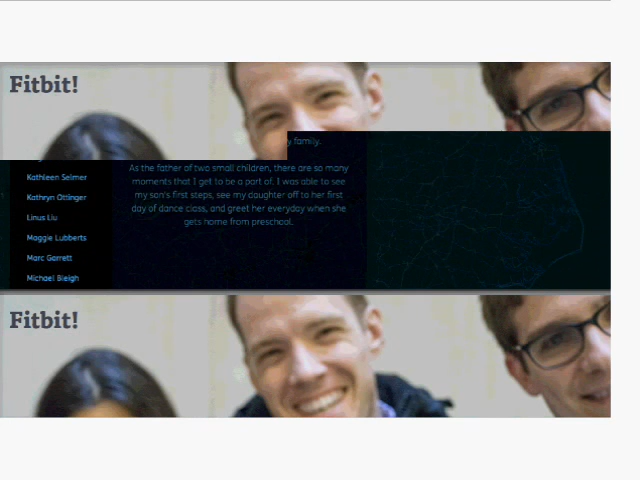 Fitbit!
y family.
As the father of two small children, there are so many
moments that I get to be a part of. I was able to see
my son's first steps, see my daughter off to her first
day of dance class, and greet her everyday when she
gets home from preschool.
Kathleen Selmer
Kathryn Ottinger
Linus Liu
Maggie Lubberts
Marc Garrett
Michael Bleigh
Fitbit!